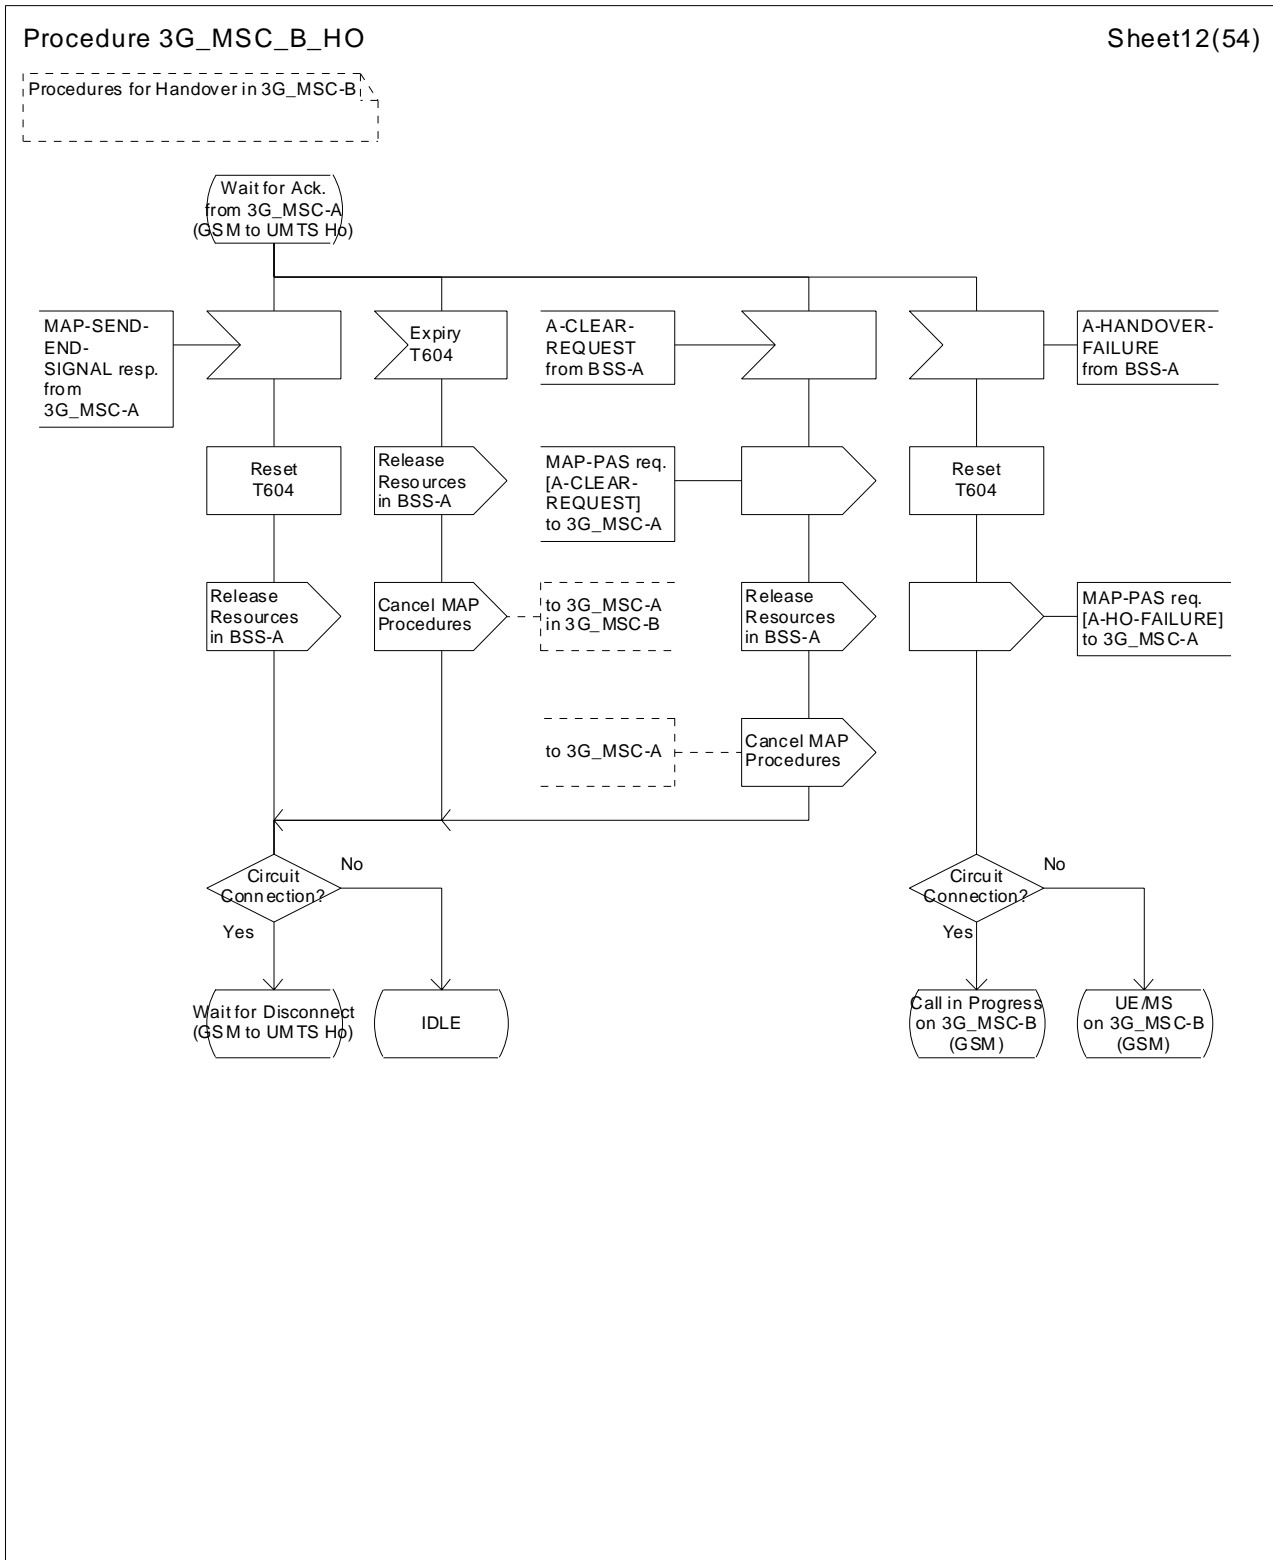 Procedure 3G_MSC_B_HO
Sheet12(54)
Procedures for Handover in 3G_MSC-B
Wait for Ack.
from 3G_MSC-A
(GSM to UMTS Ho)
MAP-SEND-
END-
SIGNAL resp.
from
3G_MSC-A
Expiry
T604
A-CLEAR-
REQUEST
from BSS-A
A-HANDOVER-
FAILURE
from BSS-A
Reset
T604
Release
Resources
in BSS-A
MAP-PAS req.
[A-CLEAR-
REQUEST]
to 3G_MSC-A
Reset
T604
Release
Resources
in BSS-A
Cancel MAP
Procedures
to 3G_MSC-A
in 3G_MSC-B
Release
Resources
in BSS-A
MAP-PAS req.
[A-HO-FAILURE]
to 3G_MSC-A
to 3G_MSC-A
Cancel MAP
Procedures
Circuit
Connection?
No
Yes
Circuit
Connection?
No
Yes
Wait for Disconnect
(GSM to UMTS Ho)
IDLE
Call in Progress
on 3G_MSC-B
(GSM)
UE/MS
on 3G_MSC-B
(GSM)